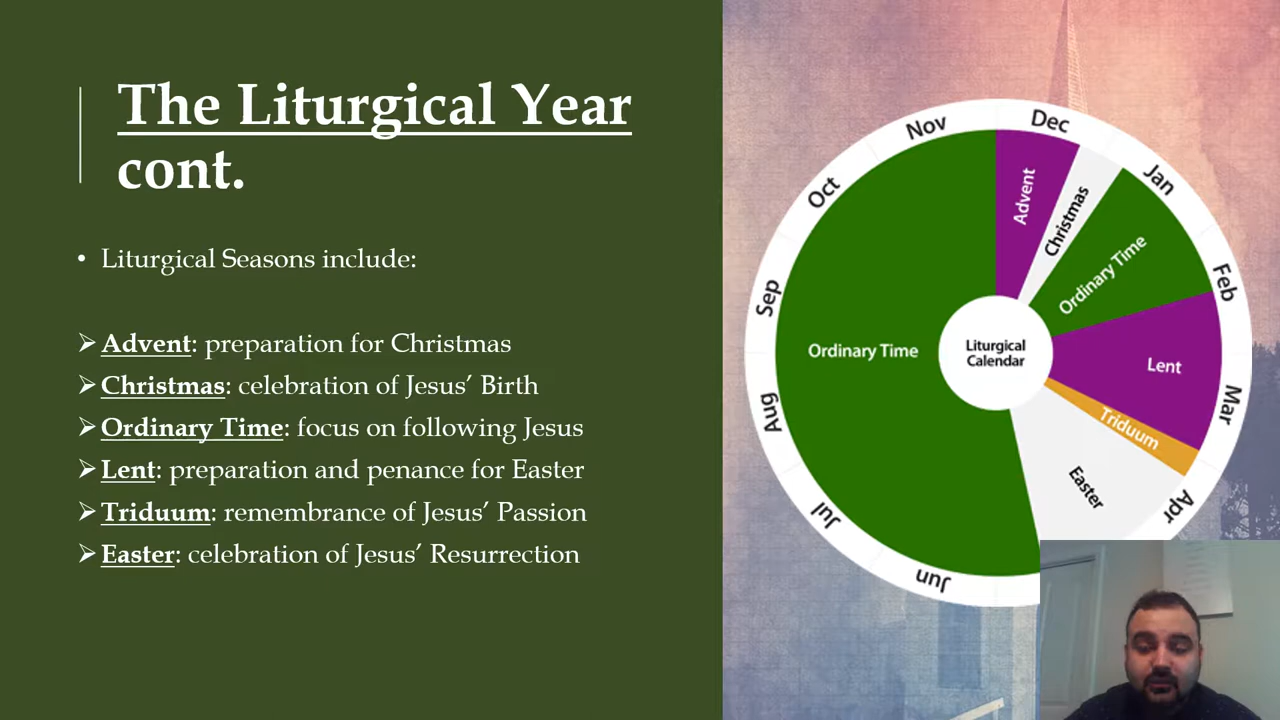 The Liturgical Year
cont.
• Liturgical Seasons include:
➢ Advent: preparation for Christmas
➢ Christmas: celebration of Jesus’ Birth
➢ Ordinary Time: focus on following Jesus
➢ Lent: preparation and penance for Easter
➢ Triduum: remembrance of Jesus’ Passion
➢ Easter: celebration of Jesus’ Resurrection
Dec
Jan
Feb
Mar
Apr
Jun
Jul
Aug
Sep
Oct
Nov
Advent
Christmas
Ordinary Time
Lent
Triduum
Easter
Ordinary Time
Liturgical
Calendar